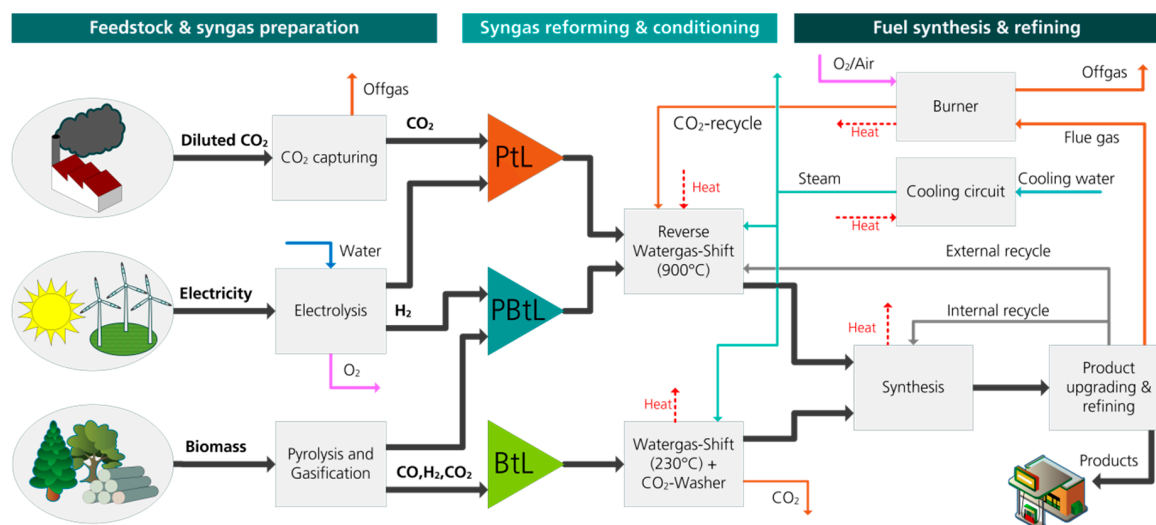 Feedstock & syngas preparation
Syngas reforming & conditioning
Fuel synthesis & refining
Diluted CO₂
CO₂ capturing
Offgas
CO₂
PtL
Electricity
Water
Electrolysis
H₂
O₂
PBtL
Biomass
Pyrolysis and
Gasification
CO,H₂,CO₂
BtL
CO₂-recycle
Heat
Reverse
Watergas-Shift
(900°C)
Steam
Heat
Watergas-Shift
(230°C) +
CO₂-Washer
CO₂
O₂/Air
Burner
Offgas
Heat
Flue gas
Cooling circuit
Cooling water
Heat
External recycle
Internal recycle
Heat
Synthesis
Product
upgrading &
refining
Products